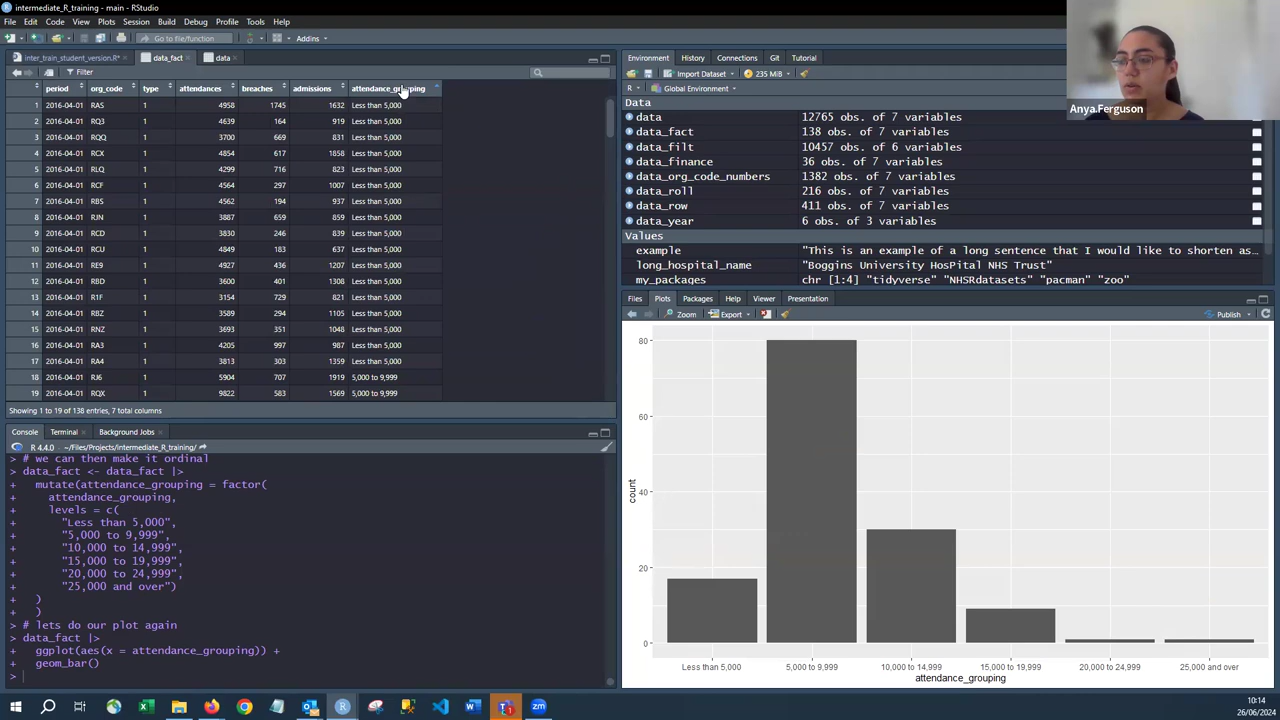 intermediate_R_training - main - RStudio
File Edit Code View Plots Session Build Debug Profile Tools Help
Go to file/function Addins
inter_train_student_version.R* data_fact data
Filter
period org_code type attendances breaches admissions attendance_grouping
1 2016-04-01 RAS 1 4958 1745 1632 Less than 5,000
2 2016-04-01 RQ3 1 4639 164 919 Less than 5,000
3 2016-04-01 RQQ 1 3700 669 831 Less than 5,000
4 2016-04-01 RCX 1 4854 617 1858 Less than 5,000
5 2016-04-01 RLQ 1 4299 716 823 Less than 5,000
6 2016-04-01 RCF 1 4564 297 1007 Less than 5,000
7 2016-04-01 RBS 1 4562 194 937 Less than 5,000
8 2016-04-01 RJN 1 3887 659 859 Less than 5,000
9 2016-04-01 RCD 1 3830 246 839 Less than 5,000
10 2016-04-01 RCU 1 4849 183 637 Less than 5,000
11 2016-04-01 RE9 1 4927 436 1207 Less than 5,000
12 2016-04-01 RBD 1 3600 401 1308 Less than 5,000
13 2016-04-01 R1F 1 3154 729 821 Less than 5,000
14 2016-04-01 RBZ 1 3589 294 1105 Less than 5,000
15 2016-04-01 RNZ 1 3693 351 1048 Less than 5,000
16 2016-04-01 RA3 1 4205 997 987 Less than 5,000
17 2016-04-01 RA4 1 3813 303 1359 Less than 5,000
18 2016-04-01 RJ6 1 5904 707 1919 5,000 to 9,999
19 2016-04-01 RQX 1 9822 583 1569 5,000 to 9,999
Showing 1 to 19 of 138 entries, 7 total columns
Console Terminal Background Jobs
R 4.4.0 · ~/Files/Projects/intermediate_R_training/
> # we can then make it ordinal
> data_fact <- data_fact |>
+ mutate(attendance_grouping = factor(
+ attendance_grouping,
+ levels = c(
+ "Less than 5,000",
+ "5,000 to 9,999",
+ "10,000 to 14,999",
+ "15,000 to 19,999",
+ "20,000 to 24,999",
+ "25,000 and over")
+ )
+ )
> # lets do our plot again
> data_fact |>
+ ggplot(aes(x = attendance_grouping)) +
+ geom_bar()
>
Environment History Connections Git Tutorial
Import Dataset 235 MiB
R Global Environment
Data
data 12765 obs. of 7 variables
data_fact 138 obs. of 7 variables
data_filt 10457 obs. of 6 variables
data_finance 36 obs. of 7 variables
data_org_code_numbers 1382 obs. of 7 variables
data_roll 216 obs. of 7 variables
data_row 411 obs. of 7 variables
data_year 6 obs. of 3 variables
Values
example "This is an example of a long sentence that I would like to shorten as…
long_hospital_name "Boggins University HosPital NHS Trust"
my_packages chr [1:4] "tidyverse" "NHSRdatasets" "pacman" "zoo"
Files Plots Packages Help Viewer Presentation
Zoom Export Publish
80
60
40
20
0
count
Less than 5,000 5,000 to 9,999 10,000 to 14,999 15,000 to 19,999 20,000 to 24,999 25,000 and over
attendance_grouping
Anya.Ferguson
10:14
26/06/2024